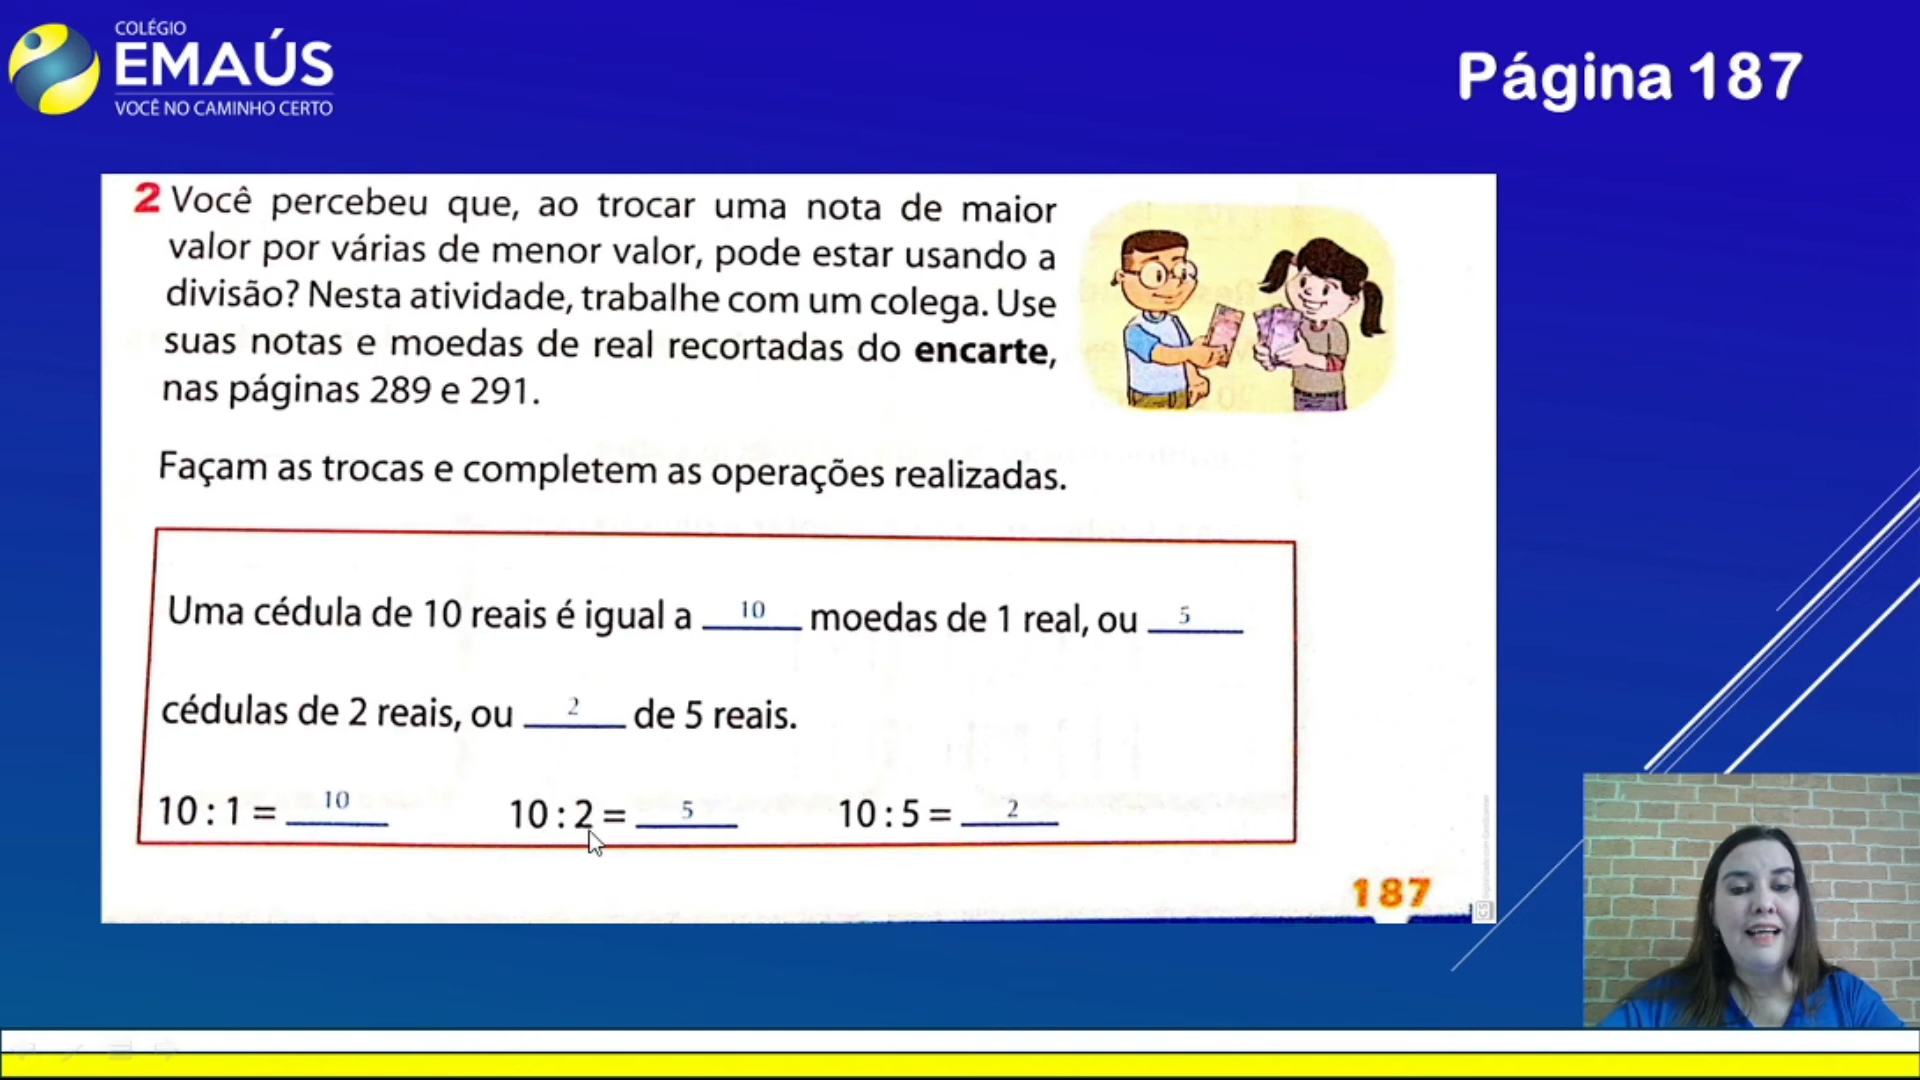 COLÉGIO
EMAÚS
VOCÊ NO CAMINHO CERTO
Página 187
2 Você percebeu que, ao trocar uma nota de maior
valor por várias de menor valor, pode estar usando a
divisão? Nesta atividade, trabalhe com um colega. Use
suas notas e moedas de real recortadas do encarte,
nas páginas 289 e 291.
Façam as trocas e completem as operações realizadas.
Uma cédula de 10 reais é igual a 10 moedas de 1 real, ou 5
cédulas de 2 reais, ou 2 de 5 reais.
10 : 1 = 10 10 : 2 = 5 10 : 5 = 2
187
CS